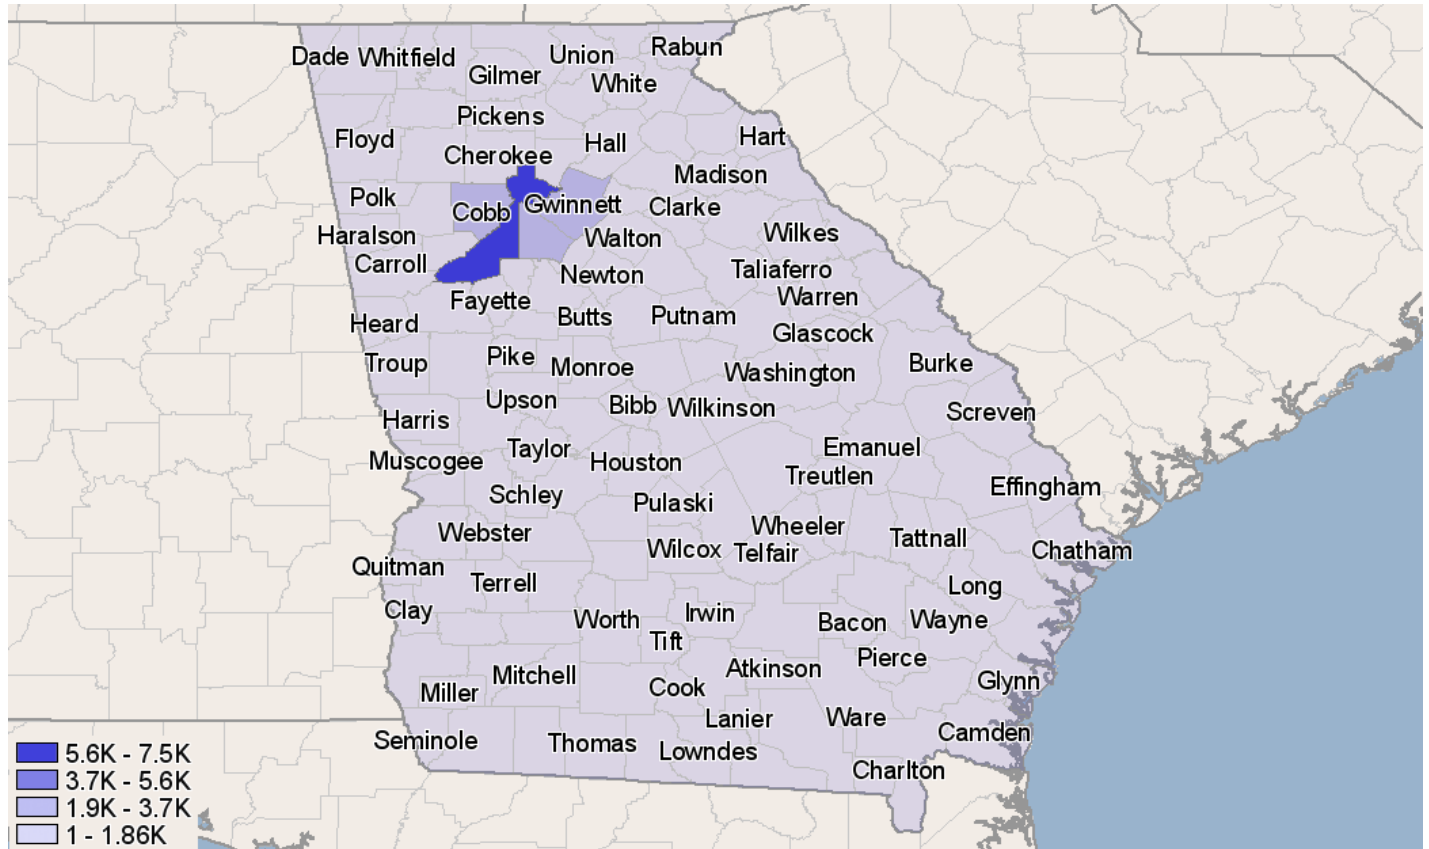 Rabun
Union
Dade Whitfield
Gilmer
White
Pickens
Hart
Floyd
Hall
Cherokee
Madison
Polk
Gwinnett
Clarke
Cobb
Wilkes
Haralson
Walton
Carroll
Taliaferro
Newton
Warren
Fayette
Putnam
Butts
Heard
Glascock
Pike
Troup
Monroe
Burke
Washington
Upson
Bibb Wilkinson
Screven
Harris
Emanuel
Taylor
Muscogee
Houston
Treutlen
Effingham
Schley
Pulaski
Wheeler
Webster
Tattnall
Wilcox
Telfair
Chatham
Quitman
Terrell
Long
Clay
Irwin
Worth
Wayne
Bacon
Tift
Pierce
Atkinson
Mitchell
Glynn
Cook
Miller
Lanier
Ware
Camden
Seminole
Thomas
Lowndes
Charlton
5.6K - 7.5K
3.7K - 5.6K
1.9K - 3.7K
1 - 1.86K